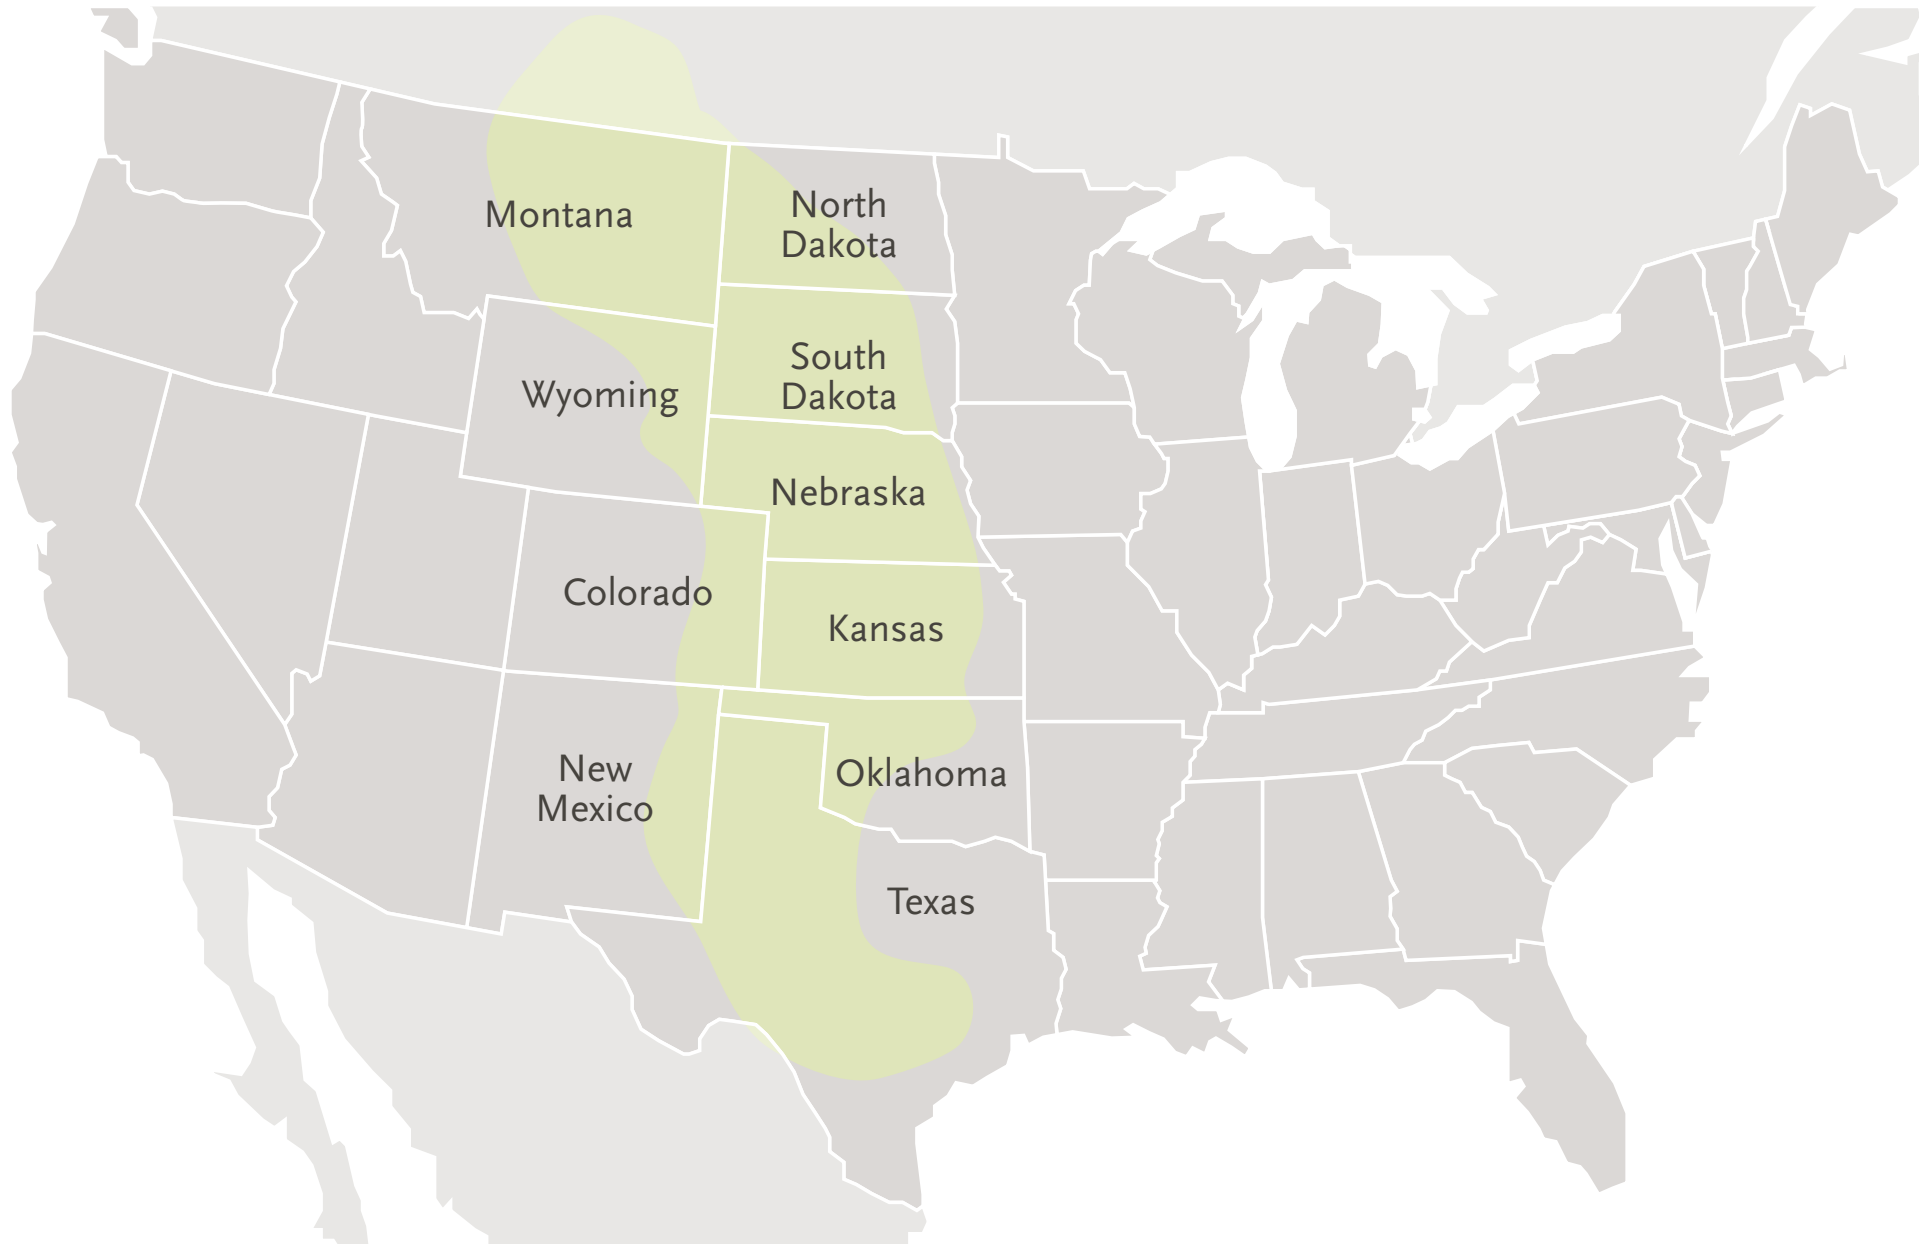 Montana
North
Dakota
South
Dakota
Wyoming
Nebraska
Colorado
Kansas
New
Mexico
Oklahoma
Texas